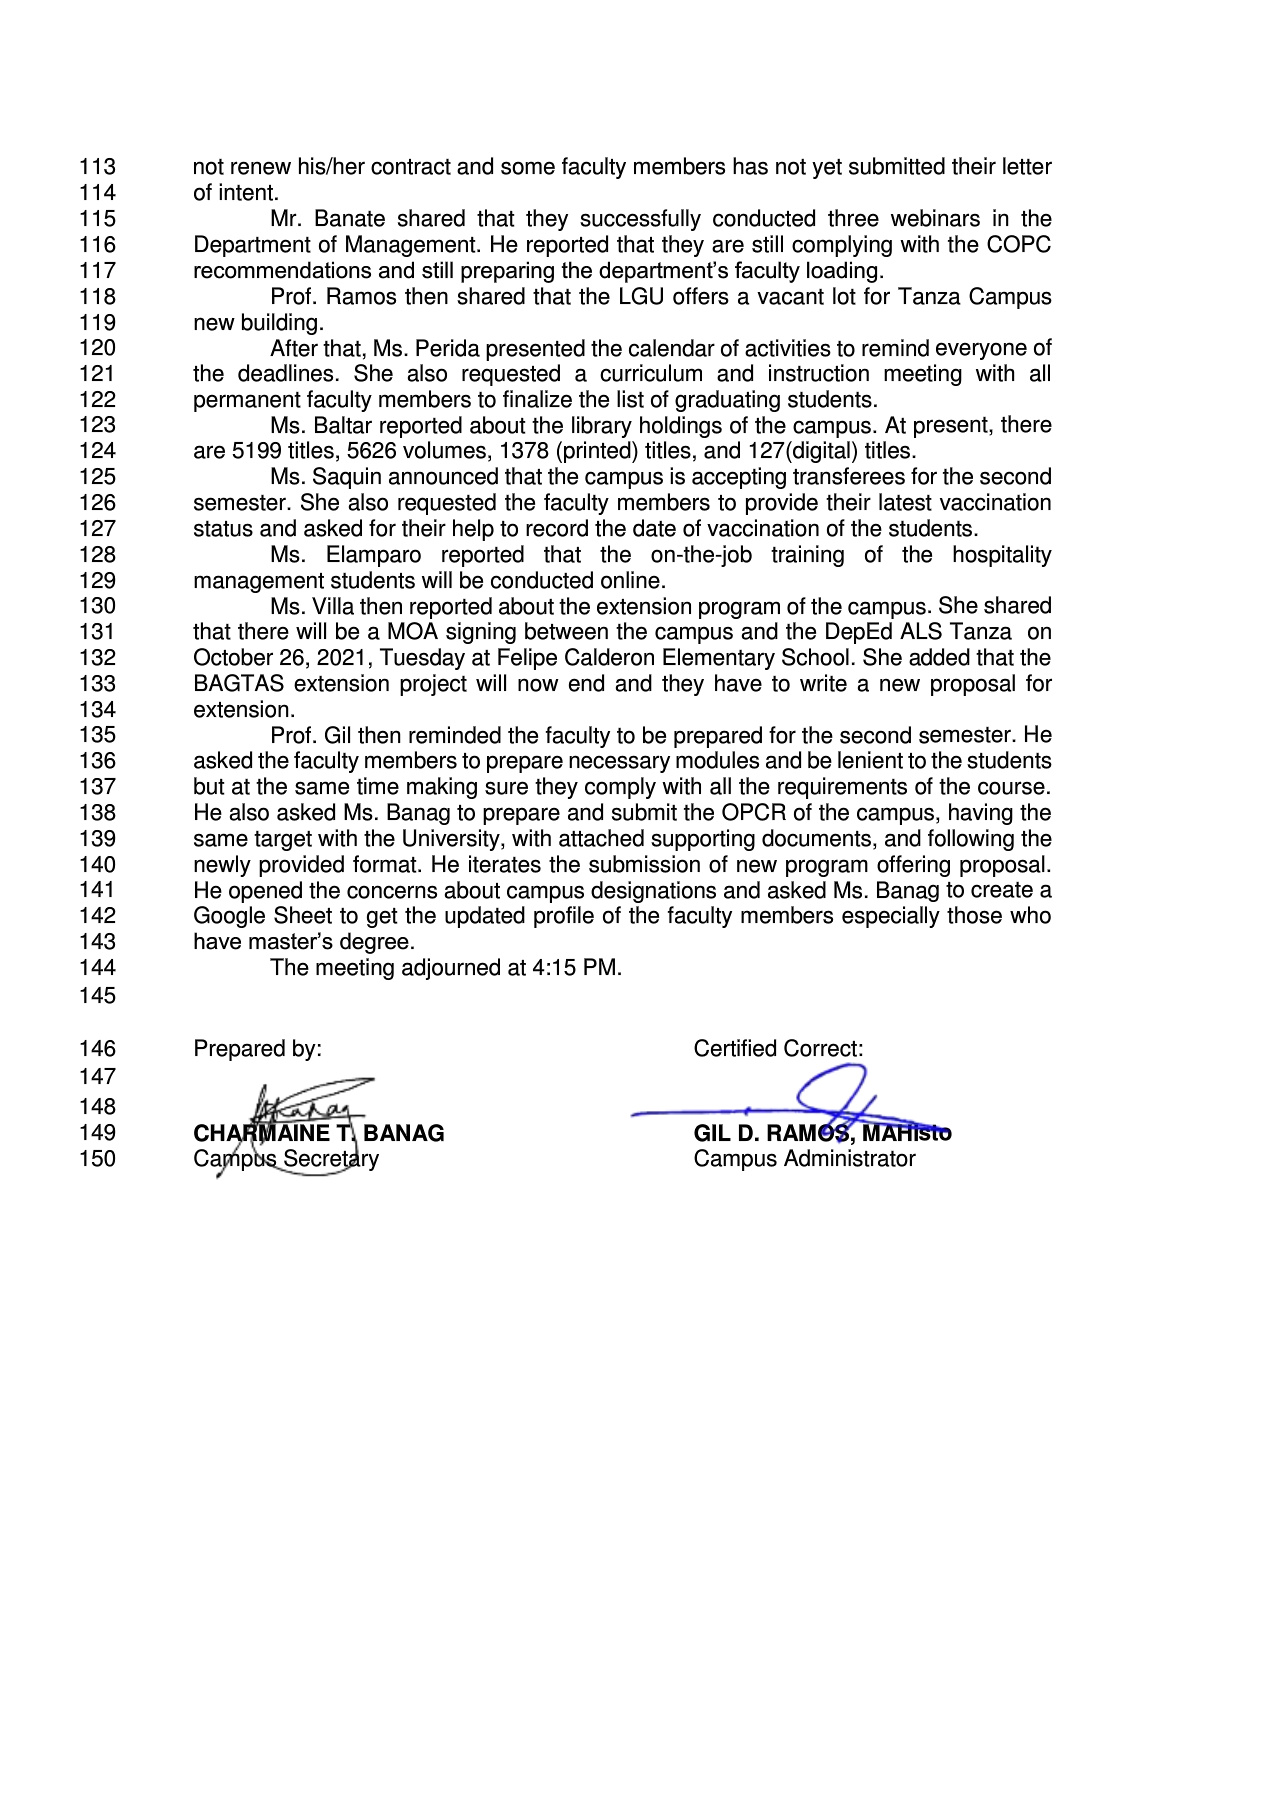 113 not renew his/her contract and some faculty members has not yet submitted their letter
114 of intent.
115 Mr. Banate shared that they successfully conducted three webinars in the
116 Department of Management. He reported that they are still complying with the COPC
117 recommendations and still preparing the department's faculty loading.
118 Prof. Ramos then shared that the LGU offers a vacant lot for Tanza Campus
119 new building.
120 After that, Ms. Perida presented the calendar of activities to remind everyone of
121 the deadlines. She also requested a curriculum and instruction meeting with all
122 permanent faculty members to finalize the list of graduating students.
123 Ms. Baltar reported about the library holdings of the campus. At present, there
124 are 5199 titles, 5626 volumes, 1378 (printed) titles, and 127(digital) titles.
125 Ms. Saquin announced that the campus is accepting transferees for the second
126 semester. She also requested the faculty members to provide their latest vaccination
127 status and asked for their help to record the date of vaccination of the students.
128 Ms. Elamparo reported that the on-the-job training of the hospitality
129 management students will be conducted online.
130 Ms. Villa then reported about the extension program of the campus. She shared
131 that there will be a MOA signing between the campus and the DepEd ALS Tanza on
132 October 26, 2021, Tuesday at Felipe Calderon Elementary School. She added that the
133 BAGTAS extension project will now end and they have to write a new proposal for
134 extension.
135 Prof. Gil then reminded the faculty to be prepared for the second semester. He
136 asked the faculty members to prepare necessary modules and be lenient to the students
137 but at the same time making sure they comply with all the requirements of the course.
138 He also asked Ms. Banag to prepare and submit the OPCR of the campus, having the
139 same target with the University, with attached supporting documents, and following the
140 newly provided format. He iterates the submission of new program offering proposal.
141 He opened the concerns about campus designations and asked Ms. Banag to create a
142 Google Sheet to get the updated profile of the faculty members especially those who
143 have master's degree.
144 The meeting adjourned at 4:15 PM.
145
146 Prepared by: Certified Correct:
147
148
149 CHARMAINE T. BANAG GIL D. RAMOS, MAHisto
150 Campus Secretary Campus Administrator